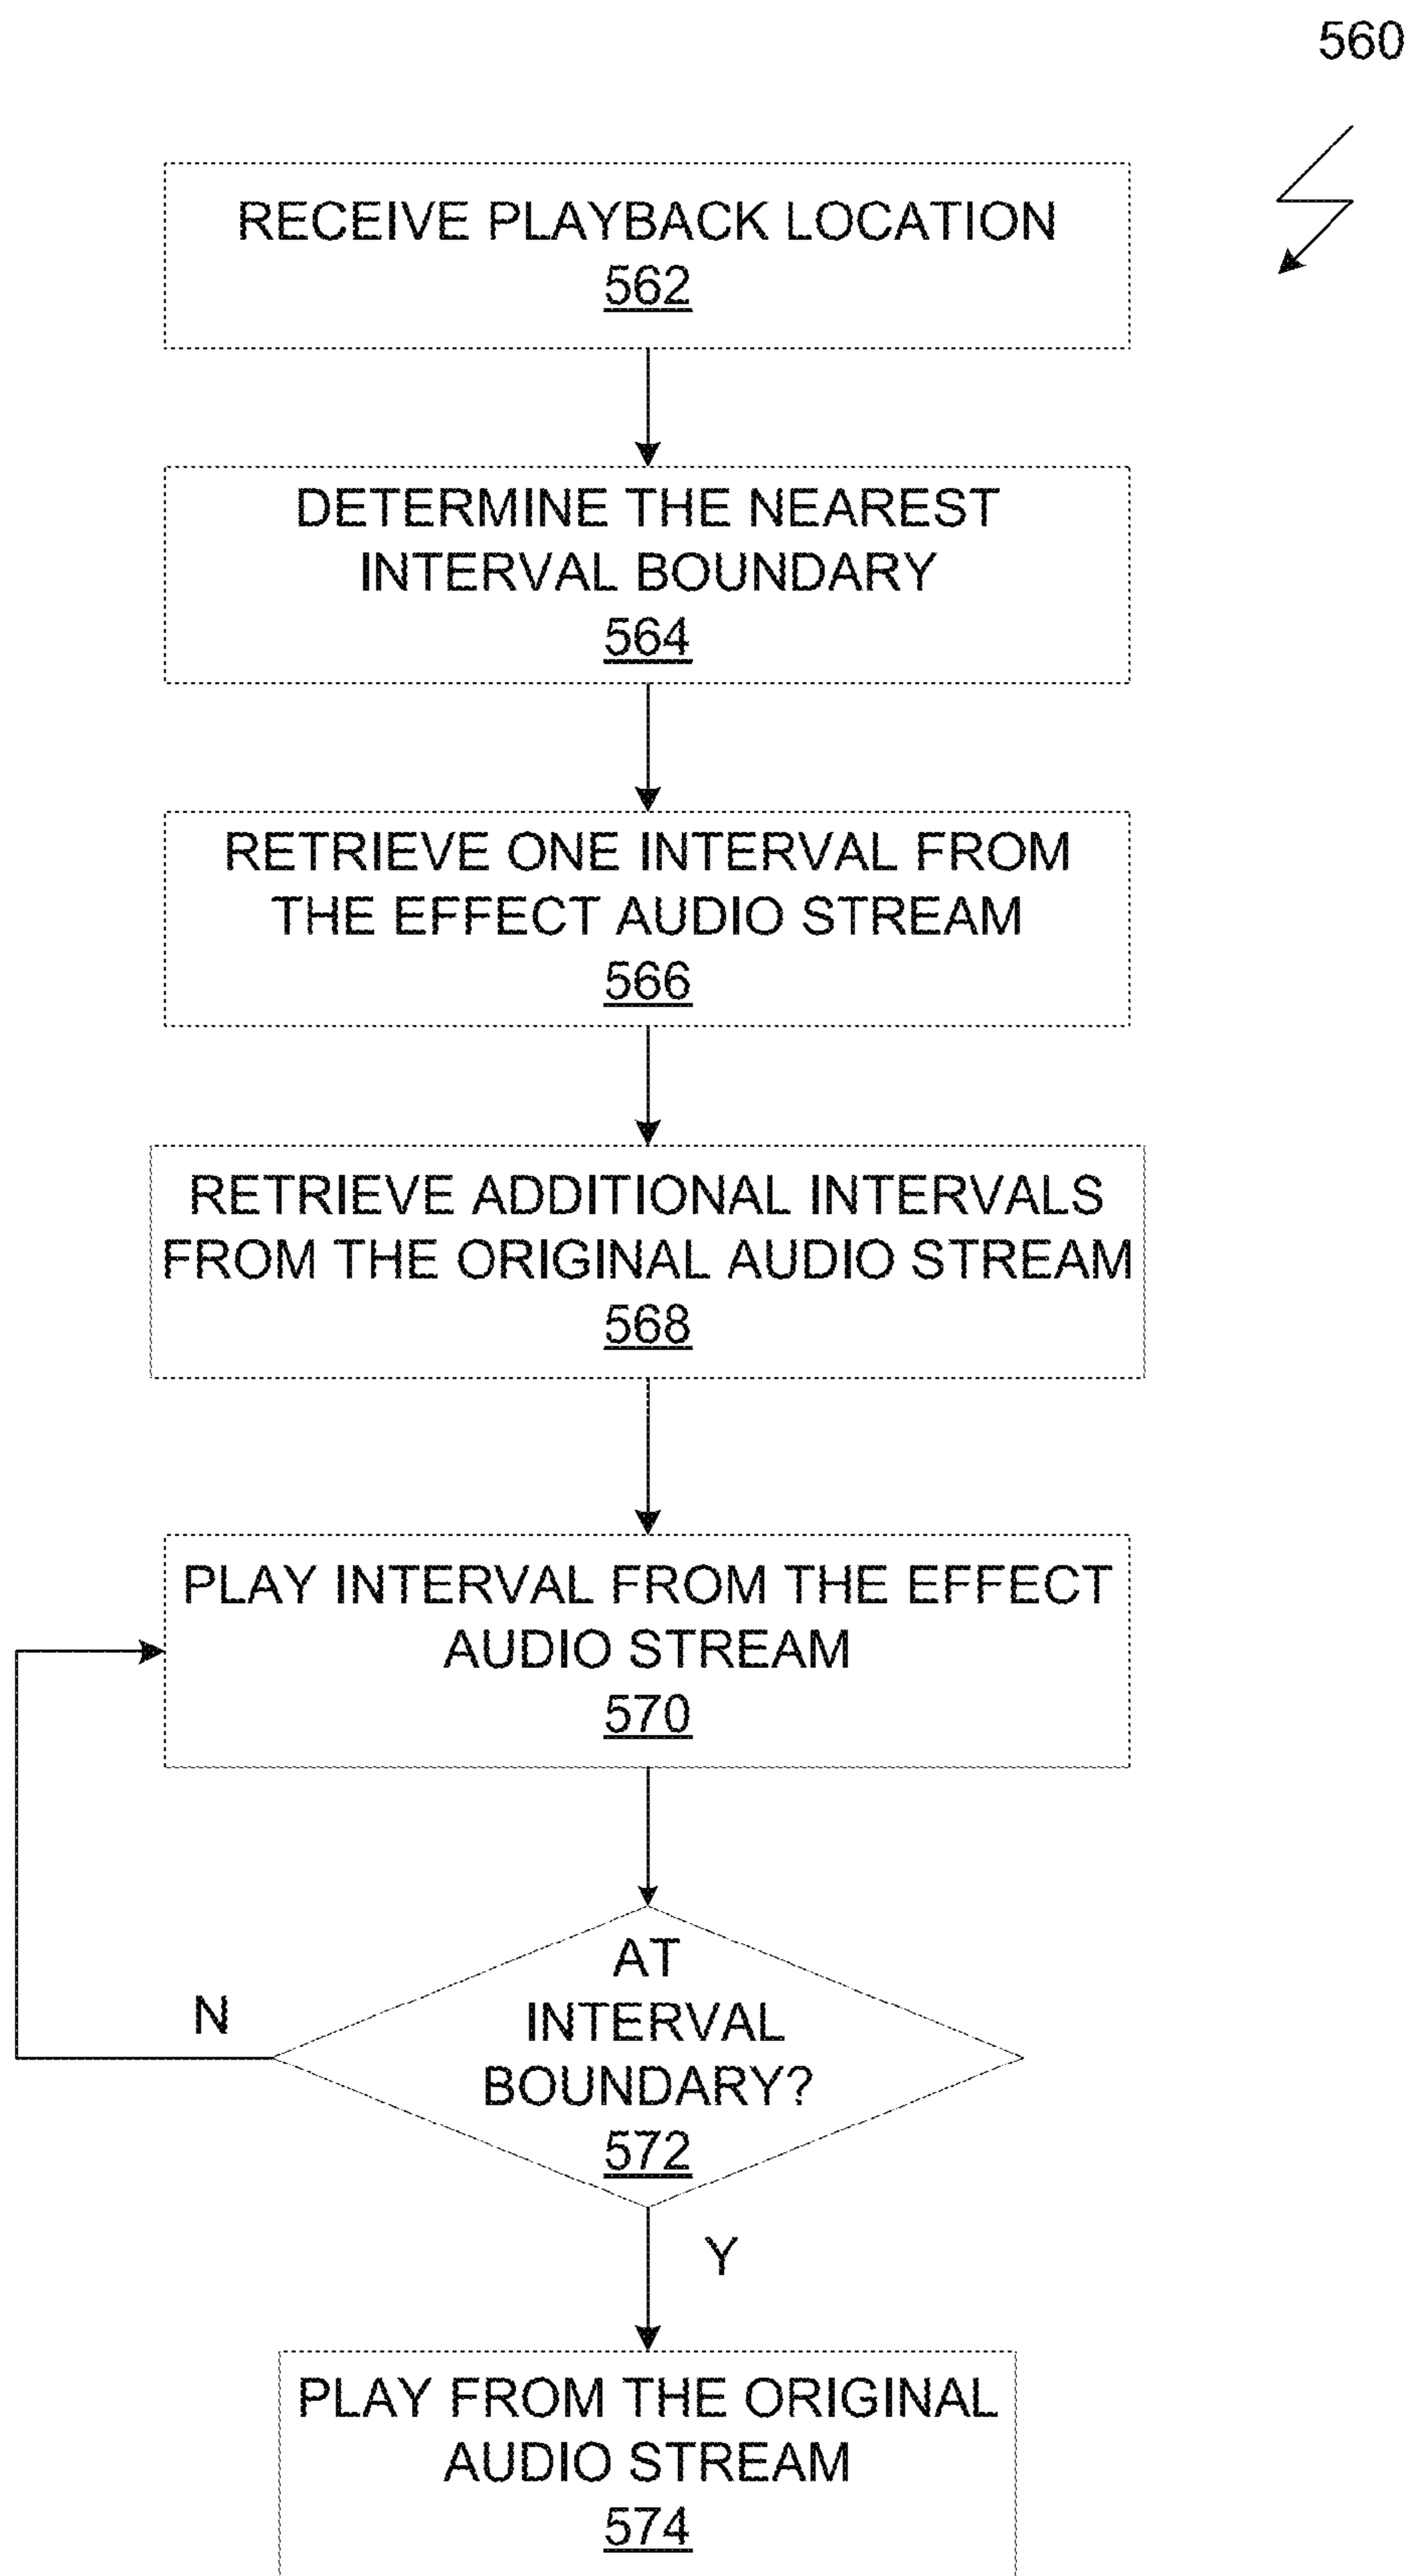 560
RECEIVE PLAYBACK LOCATION
562
DETERMINE THE NEAREST
INTERVAL BOUNDARY
564
RETRIEVE ONE INTERVAL FROM
THE EFFECT AUDIO STREAM
566
RETRIEVE ADDITIONAL INTERVALS
FROM THE ORIGINAL AUDIO STREAM
568
PLAY INTERVAL FROM THE EFFECT
AUDIO STREAM
570
AT
INTERVAL
BOUNDARY?
572
N
Y
PLAY FROM THE ORIGINAL
AUDIO STREAM
574